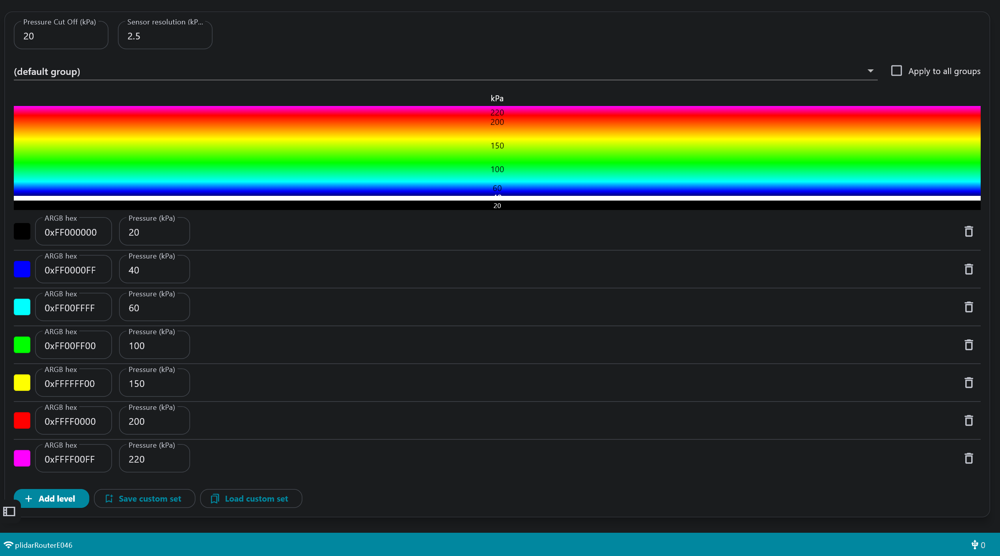 Pressure Cut Off (kPa)
20
Sensor resolution (kP...
2.5
(default group)
Apply to all groups
kPa
220
200
150
100
60
40
20
ARGB hex
0xFF000000
Pressure (kPa)
20
ARGB hex
0xFF0000FF
Pressure (kPa)
40
ARGB hex
0xFF00FFFF
Pressure (kPa)
60
ARGB hex
0xFF00FF00
Pressure (kPa)
100
ARGB hex
0xFFFFFF00
Pressure (kPa)
150
ARGB hex
0xFFFF0000
Pressure (kPa)
200
ARGB hex
0xFFFF00FF
Pressure (kPa)
220
Add level
Save custom set
Load custom set
plidarRouterE046
0